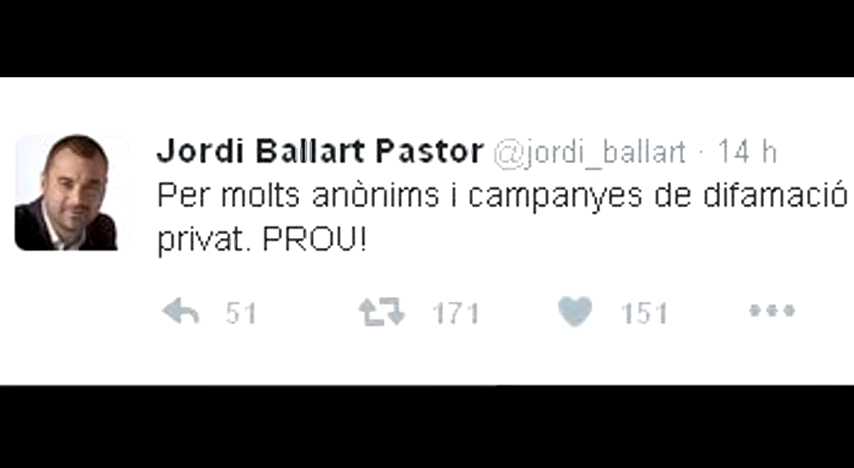 Jordi Ballart Pastor @jordi_ballart · 14 h
Per molts anònims i campanyes de difamació
privat. PROU!
51 171 151